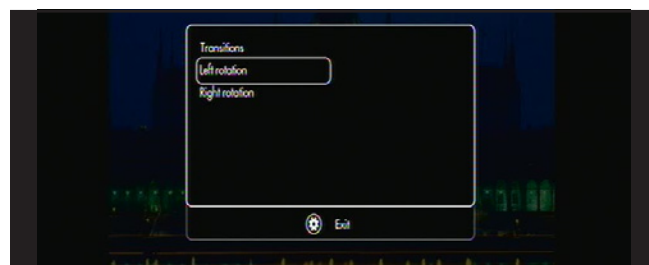 Transitions
Left rotation
Right rotation
Exit